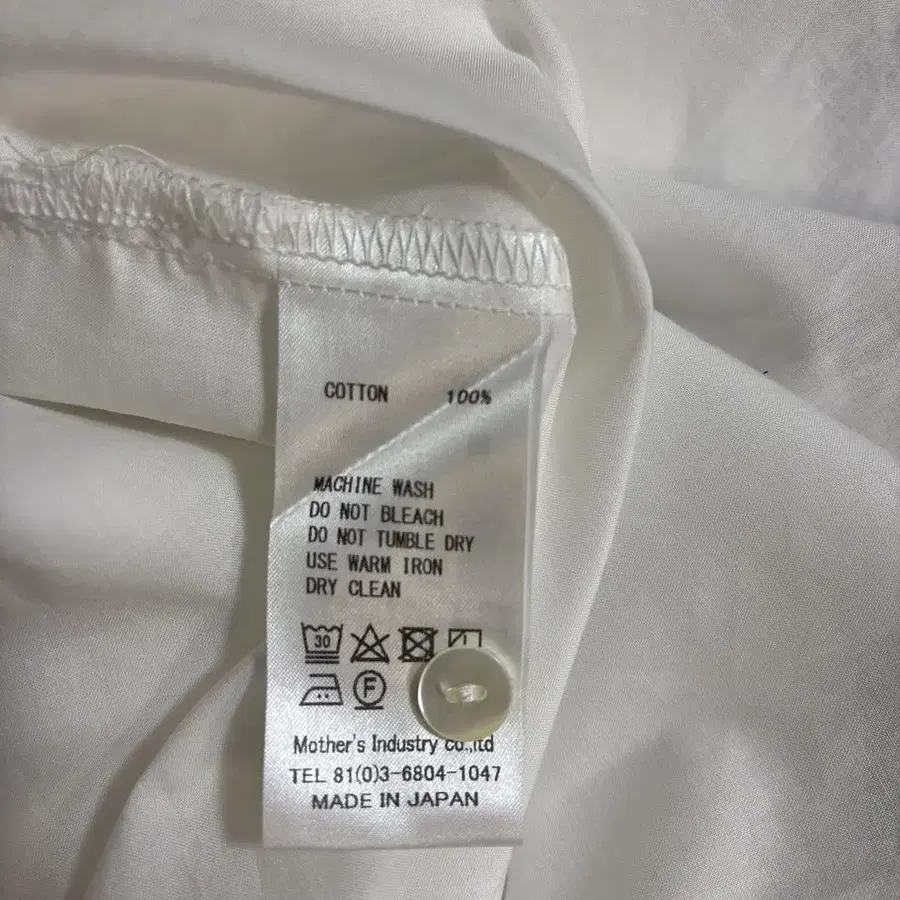 COTTON 100%
MACHINE WASH
DO NOT BLEACH
DO NOT TUMBLE DRY
USE WARM IRON
DRY CLEAN
30
F
Mother's Industry co.,ltd
TEL 81(0)3-6804-1047
MADE IN JAPAN